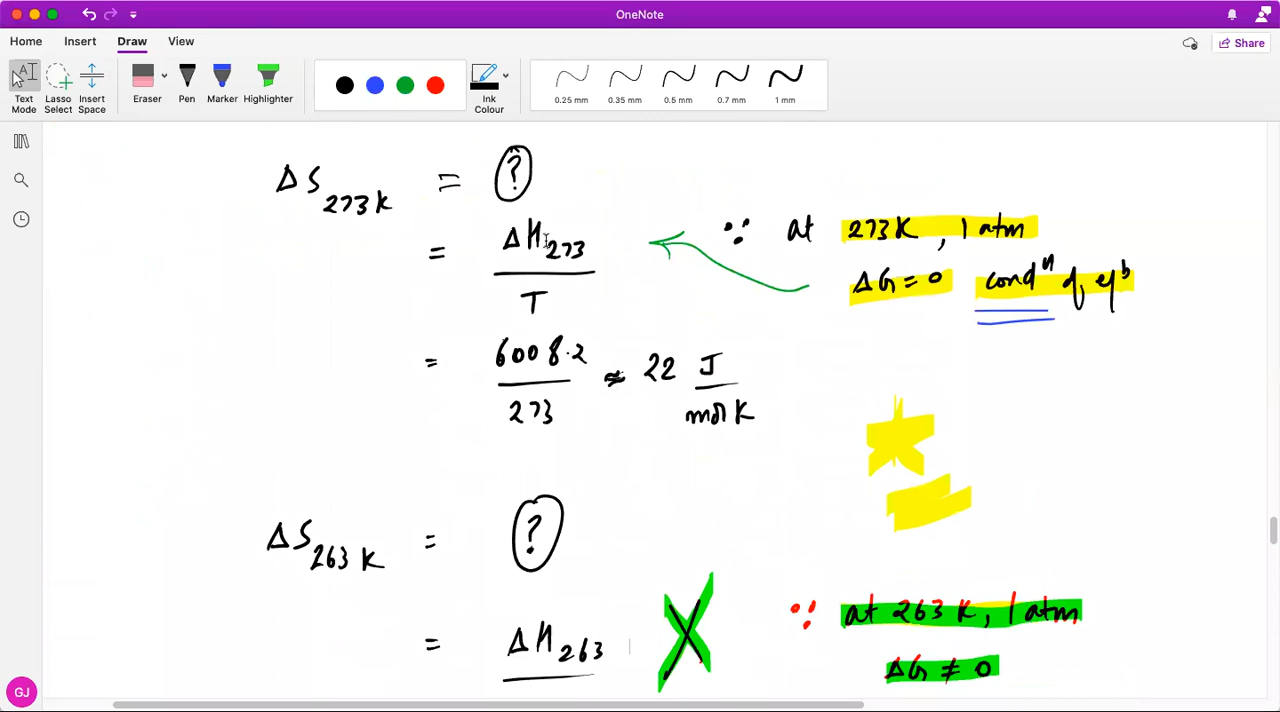 OneNote
Home Insert Draw View
Share
Text Mode
Lasso Select
Insert Space
Eraser
Pen
Marker
Highlighter
Ink Colour
0.25 mm 0.35 mm 0.5 mm 0.7 mm 1 mm
ΔS₂₇₃ₖ = ?
= ΔH₂₇₃ / T
∵ at 273K, 1 atm
ΔG = 0 condⁿ of eqᵇ
= 6008.2 / 273 ≈ 22 J / mol K
ΔS₂₆₃ ₖ = ?
= ΔH₂₆₃ X
∵ at 263 K, 1 atm
ΔG ≠ 0
GJ